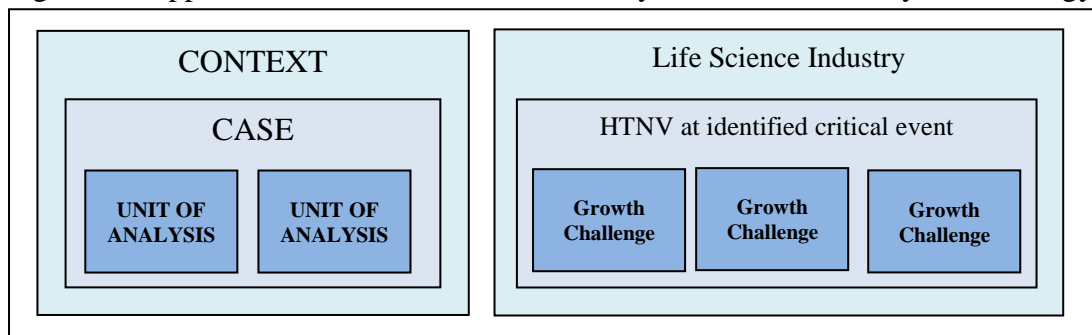 CONTEXT
CASE
UNIT OF
ANALYSIS
UNIT OF
ANALYSIS
Life Science Industry
HTNV at identified critical event
Growth
Challenge
Growth
Challenge
Growth
Challenge